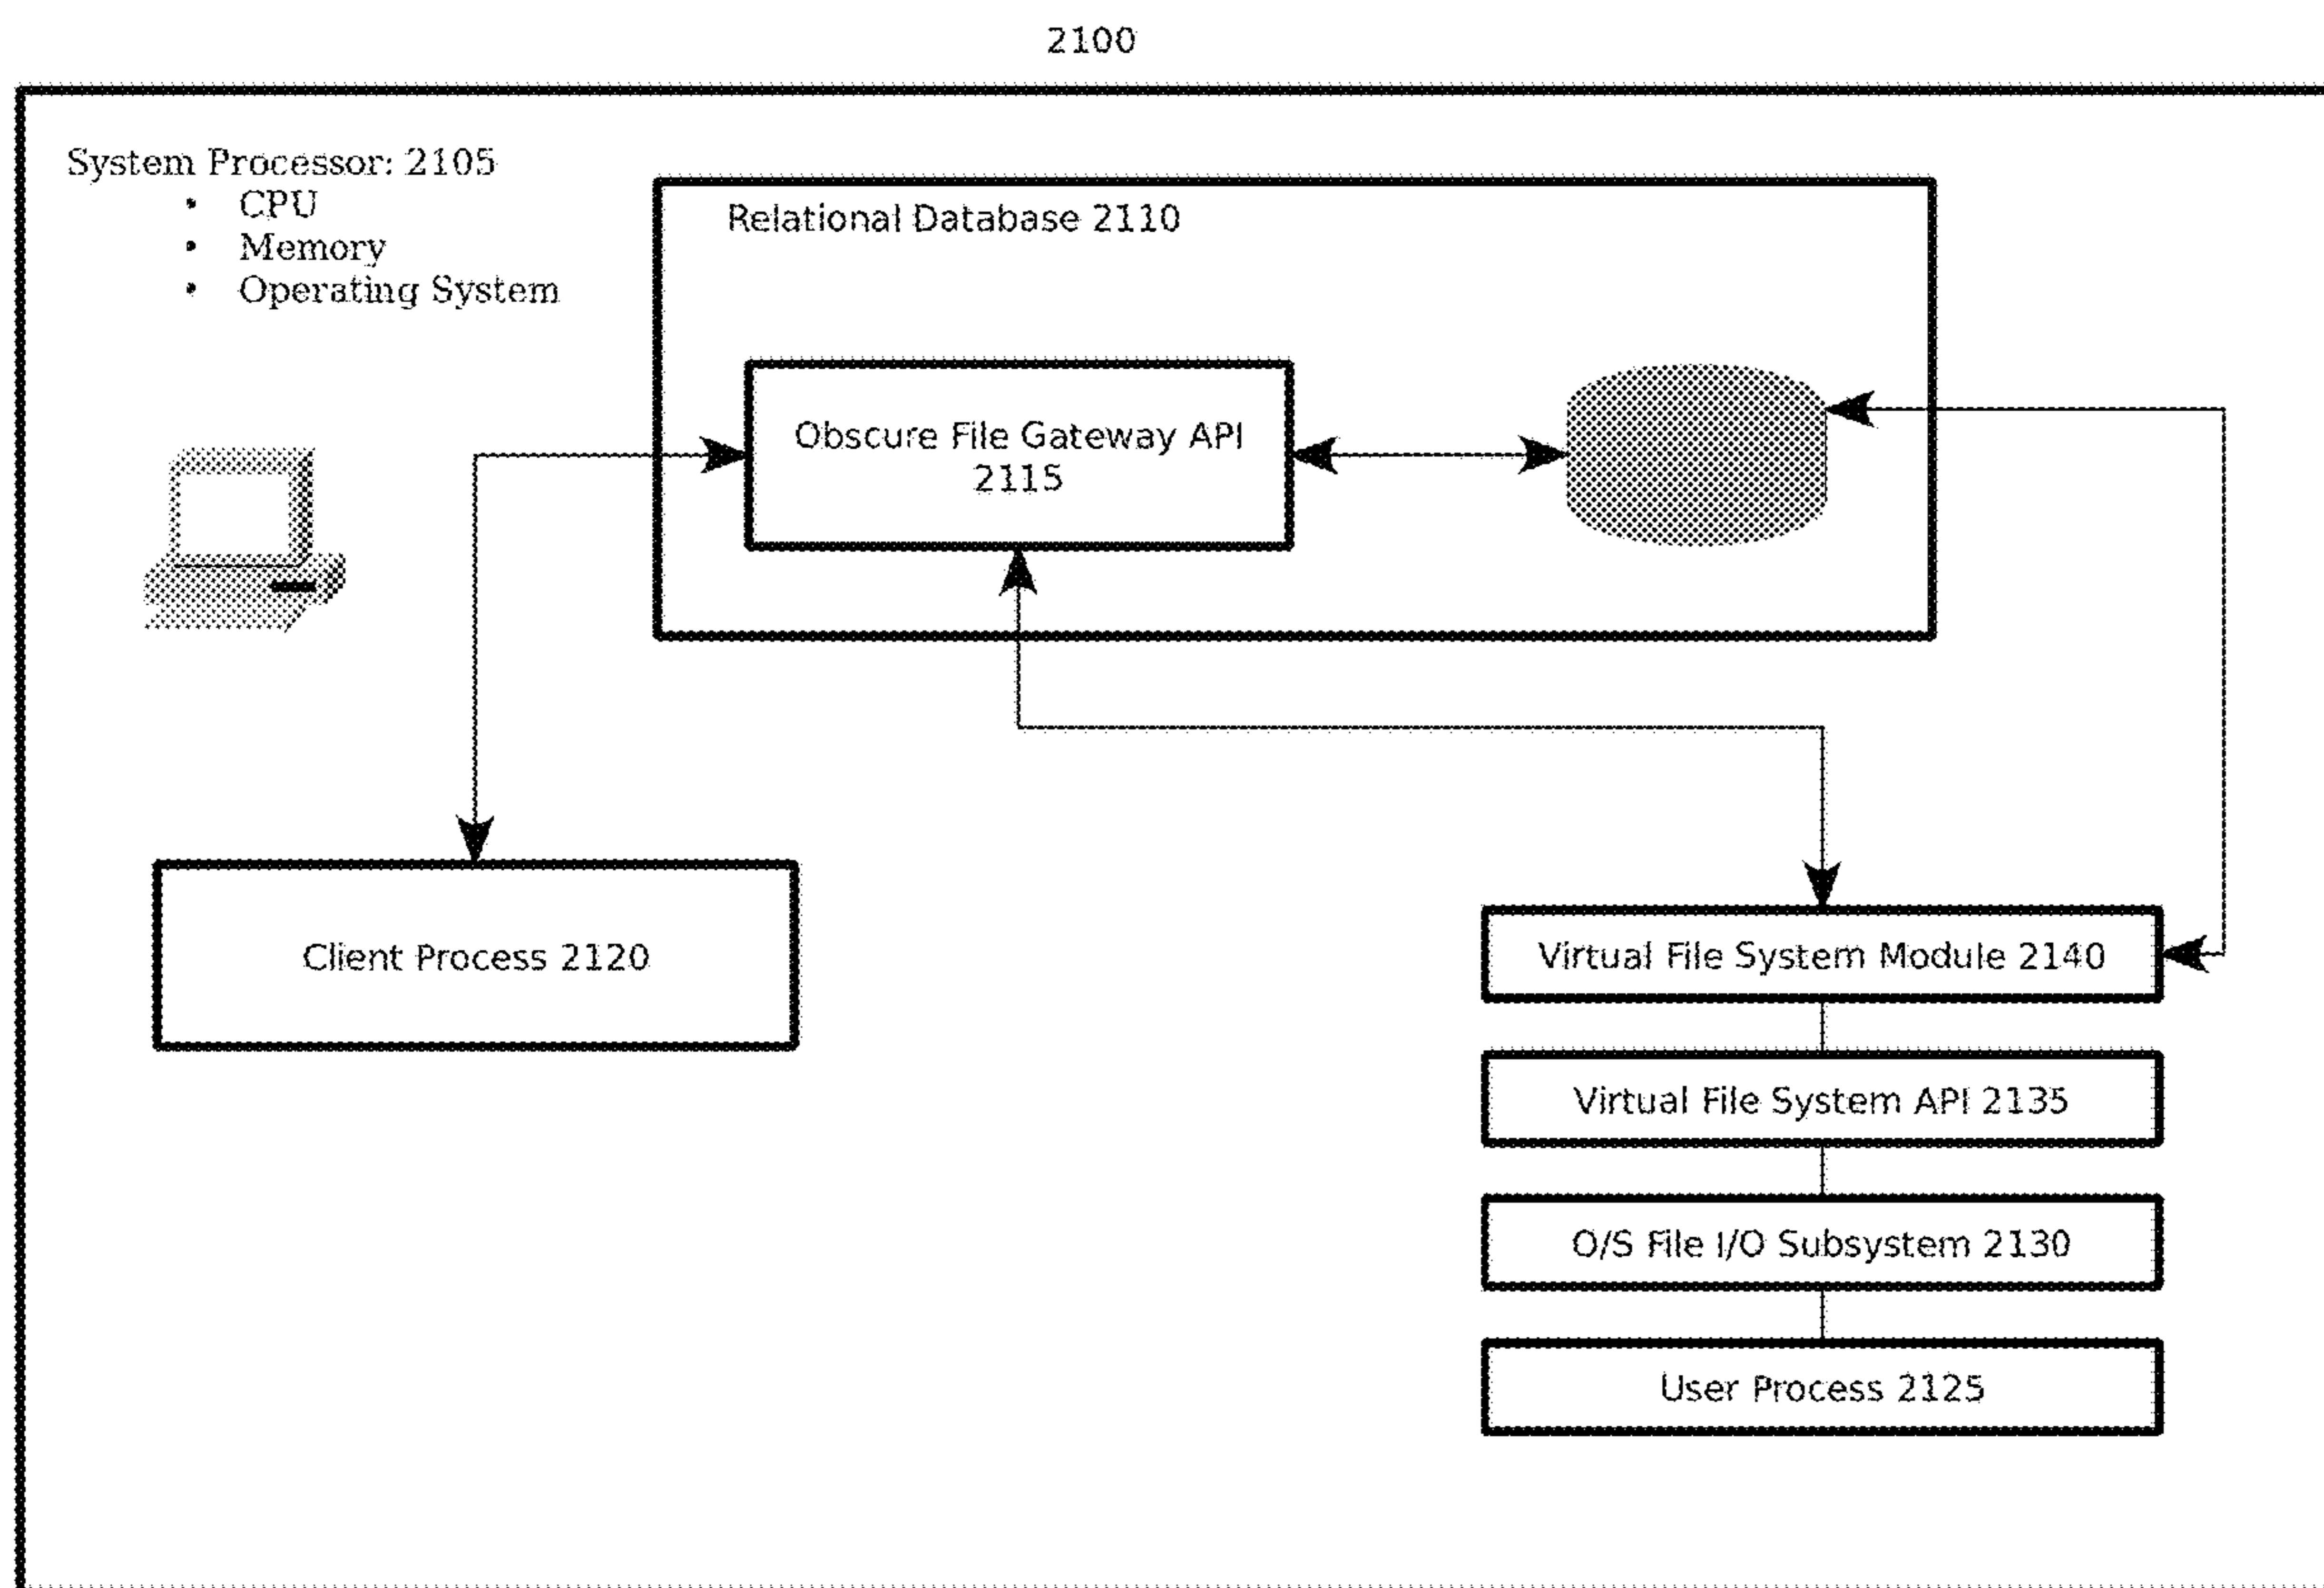 2100
System Processor: 2105
• CPU
• Memory
• Operating System
Relational Database 2110
Obscure File Gateway API
2115
Client Process 2120
Virtual File System Module 2140
Virtual File System API 2135
O/S File I/O Subsystem 2130
User Process 2125